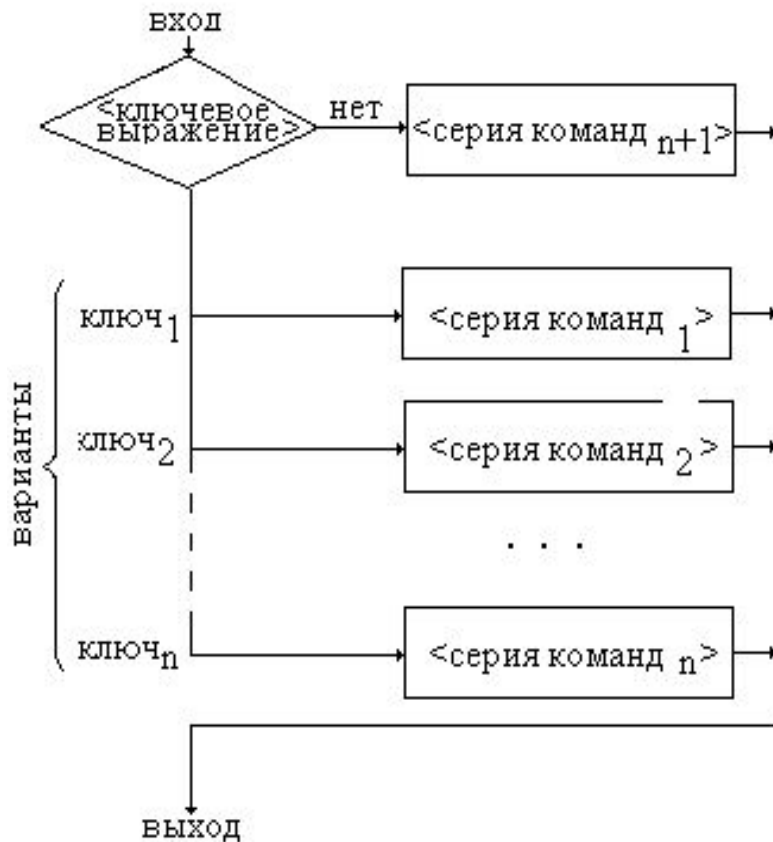 вход
<ключевое
выражение>
нет
<серия команд n+1>
ключ1
<серия команд 1>
ключ2
<серия команд 2>
варианты
. . .
ключn
<серия команд n>
выход